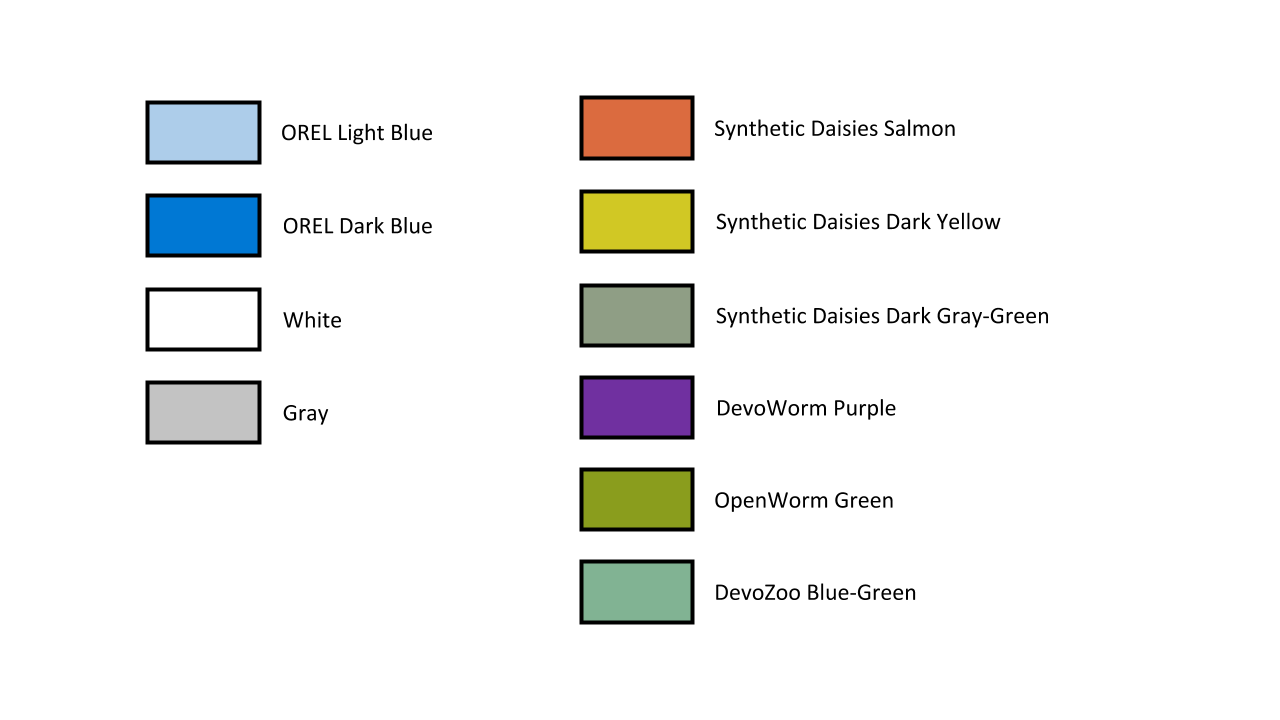 OREL Light Blue
OREL Dark Blue
White
Gray
Synthetic Daisies Salmon
Synthetic Daisies Dark Yellow
Synthetic Daisies Dark Gray-Green
DevoWorm Purple
OpenWorm Green
DevoZoo Blue-Green